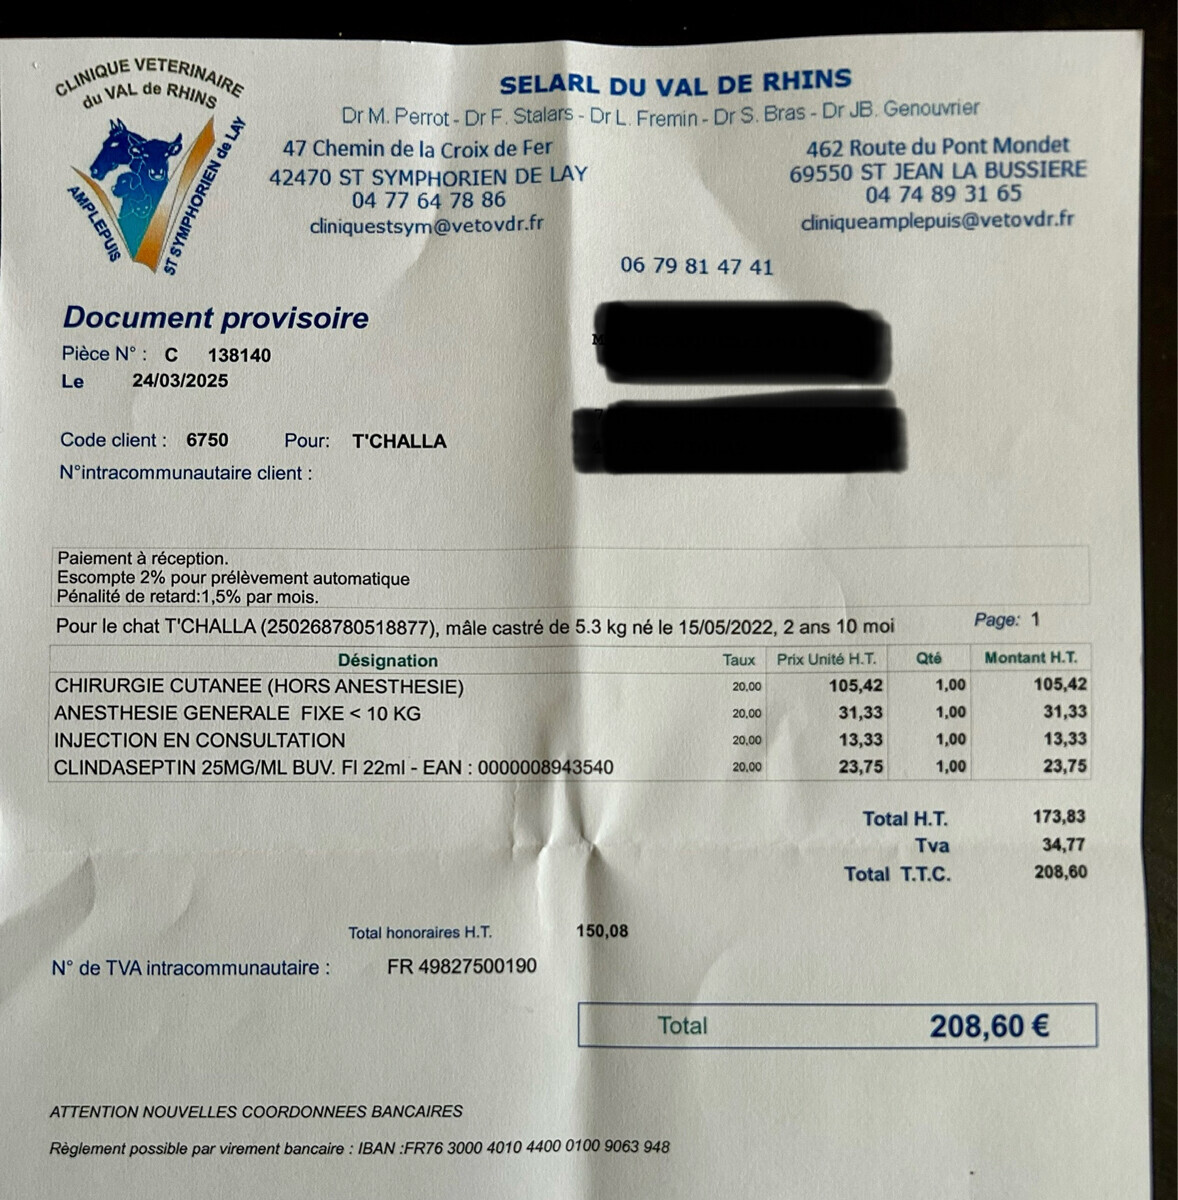 CLINIQUE VETERINAIRE
du VAL de RHINS
AMPLEPUIS
ST SYMPHORIEN de LAY
SELARL DU VAL DE RHINS
Dr M. Perrot - Dr F. Stalars - Dr L. Fremin - Dr S. Bras - Dr JB. Genouvrier
47 Chemin de la Croix de Fer
42470 ST SYMPHORIEN DE LAY
04 77 64 78 86
cliniquestsym@vetovdr.fr
462 Route du Pont Mondet
69550 ST JEAN LA BUSSIERE
04 74 89 31 65
cliniqueamplepuis@vetovdr.fr
06 79 81 47 41
Document provisoire
Pièce N° : C 138140
Le 24/03/2025
M
Code client : 6750 Pour: T'CHALLA
N°intracommunautaire client :
Paiement à réception.
Escompte 2% pour prélèvement automatique
Pénalité de retard:1,5% par mois.
Pour le chat T'CHALLA (250268780518877), mâle castré de 5.3 kg né le 15/05/2022, 2 ans 10 moi
Page: 1
Désignation Taux Prix Unité H.T. Qté Montant H.T.
CHIRURGIE CUTANEE (HORS ANESTHESIE) 20,00 105,42 1,00 105,42
ANESTHESIE GENERALE FIXE < 10 KG 20,00 31,33 1,00 31,33
INJECTION EN CONSULTATION 20,00 13,33 1,00 13,33
CLINDASEPTIN 25MG/ML BUV. Fl 22ml - EAN : 0000008943540 20,00 23,75 1,00 23,75
Total H.T. 173,83
Tva 34,77
Total T.T.C. 208,60
Total honoraires H.T. 150,08
N° de TVA intracommunautaire : FR 49827500190
Total 208,60 €
ATTENTION NOUVELLES COORDONNEES BANCAIRES
Règlement possible par virement bancaire : IBAN :FR76 3000 4010 4400 0100 9063 948